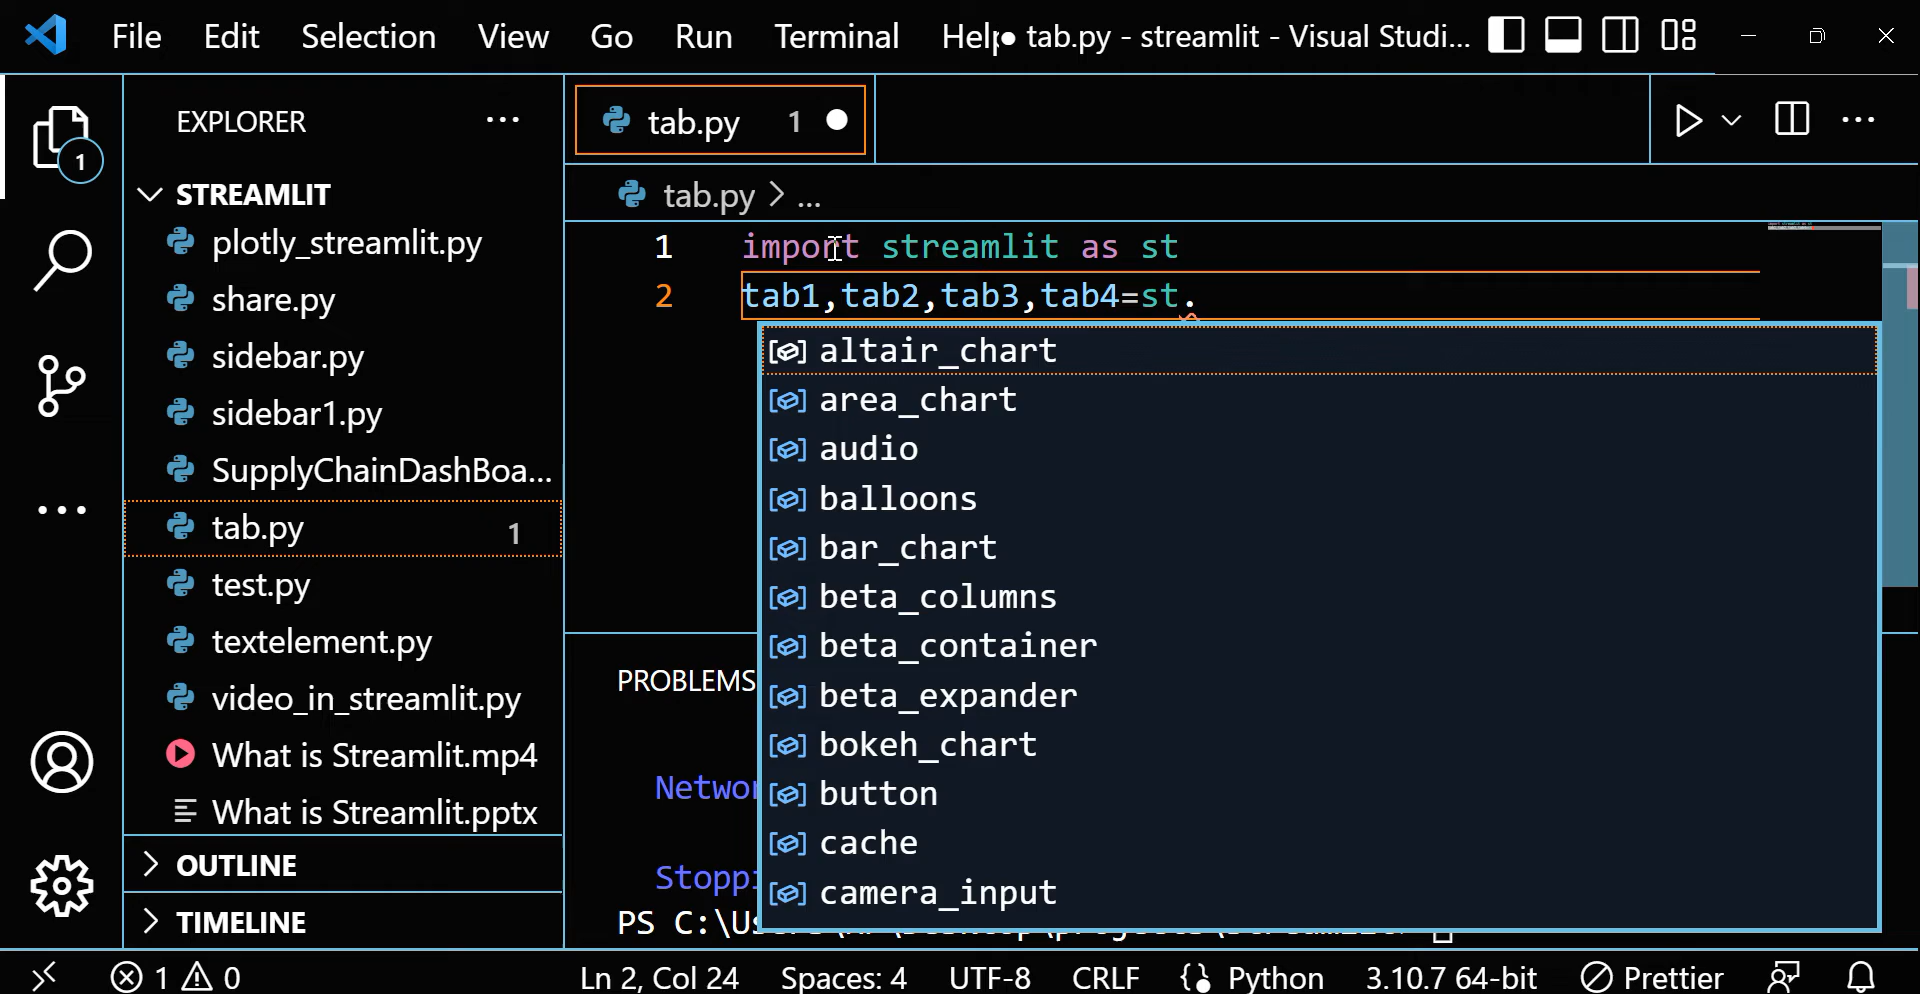 File Edit Selection View Go Run Terminal Help ● tab.py - streamlit - Visual Studi...
EXPLORER ...
STREAMLIT
plotly_streamlit.py
share.py
sidebar.py
sidebar1.py
SupplyChainDashBoa...
tab.py 1
test.py
textelement.py
video_in_streamlit.py
What is Streamlit.mp4
What is Streamlit.pptx
OUTLINE
TIMELINE
1
tab.py 1
tab.py > ...
1 import streamlit as st
2 tab1,tab2,tab3,tab4=st.
altair_chart
area_chart
audio
balloons
bar_chart
beta_columns
beta_container
beta_expander
bokeh_chart
button
cache
camera_input
PROBLEMS
Networ
Stoppi
PS C:\U
1 0 Ln 2, Col 24 Spaces: 4 UTF-8 CRLF Python 3.10.7 64-bit Prettier